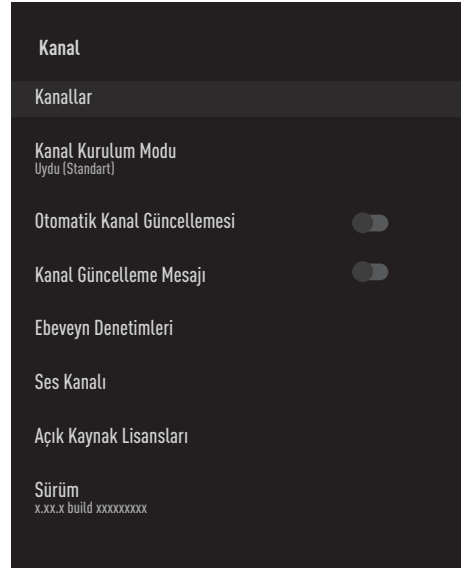 Kanal
Kanallar
Kanal Kurulum Modu
Uydu (Standart)
Otomatik Kanal Güncellemesi
Kanal Güncelleme Mesajı
Ebeveyn Denetimleri
Ses Kanalı
Açık Kaynak Lisansları
Sürüm
x.xx.x build xxxxxxxxx